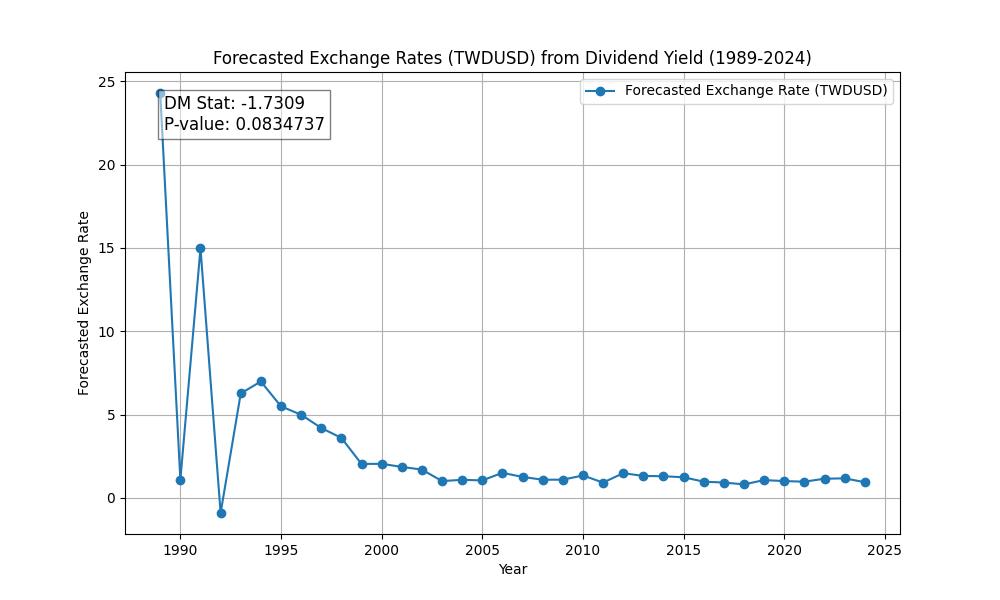 Forecasted Exchange Rates (TWDUSD) from Dividend Yield (1989-2024)
DM Stat: -1.7309
P-value: 0.0834737
Forecasted Exchange Rate (TWDUSD)
Forecasted Exchange Rate
25
20
15
10
5
0
1990 1995 2000 2005 2010 2015 2020 2025
Year